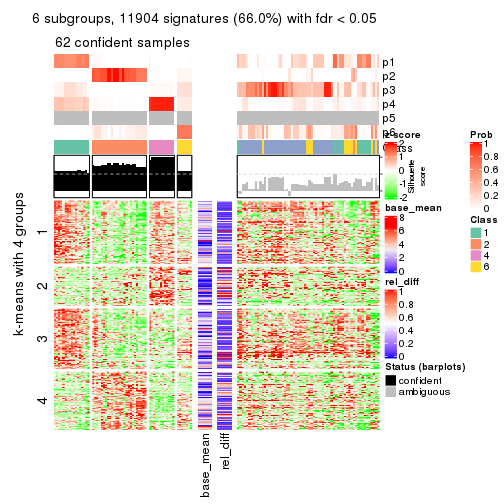 6 subgroups, 11904 signatures (66.0%) with fdr < 0.05
62 confident samples
p1
p2
p3
p4
p5
p6
Class
k-means with 4 groups
1
2
3
4
base_mean
rel_diff
z-score
2
1
0
-1
-2
Silhouette
score
base_mean
8
6
4
2
0
rel_diff
1
0.8
0.6
0.4
0.2
0
Status (barplots)
confident
ambiguous
Prob
1
0.8
0.6
0.4
0.2
0
Class
1
2
4
6